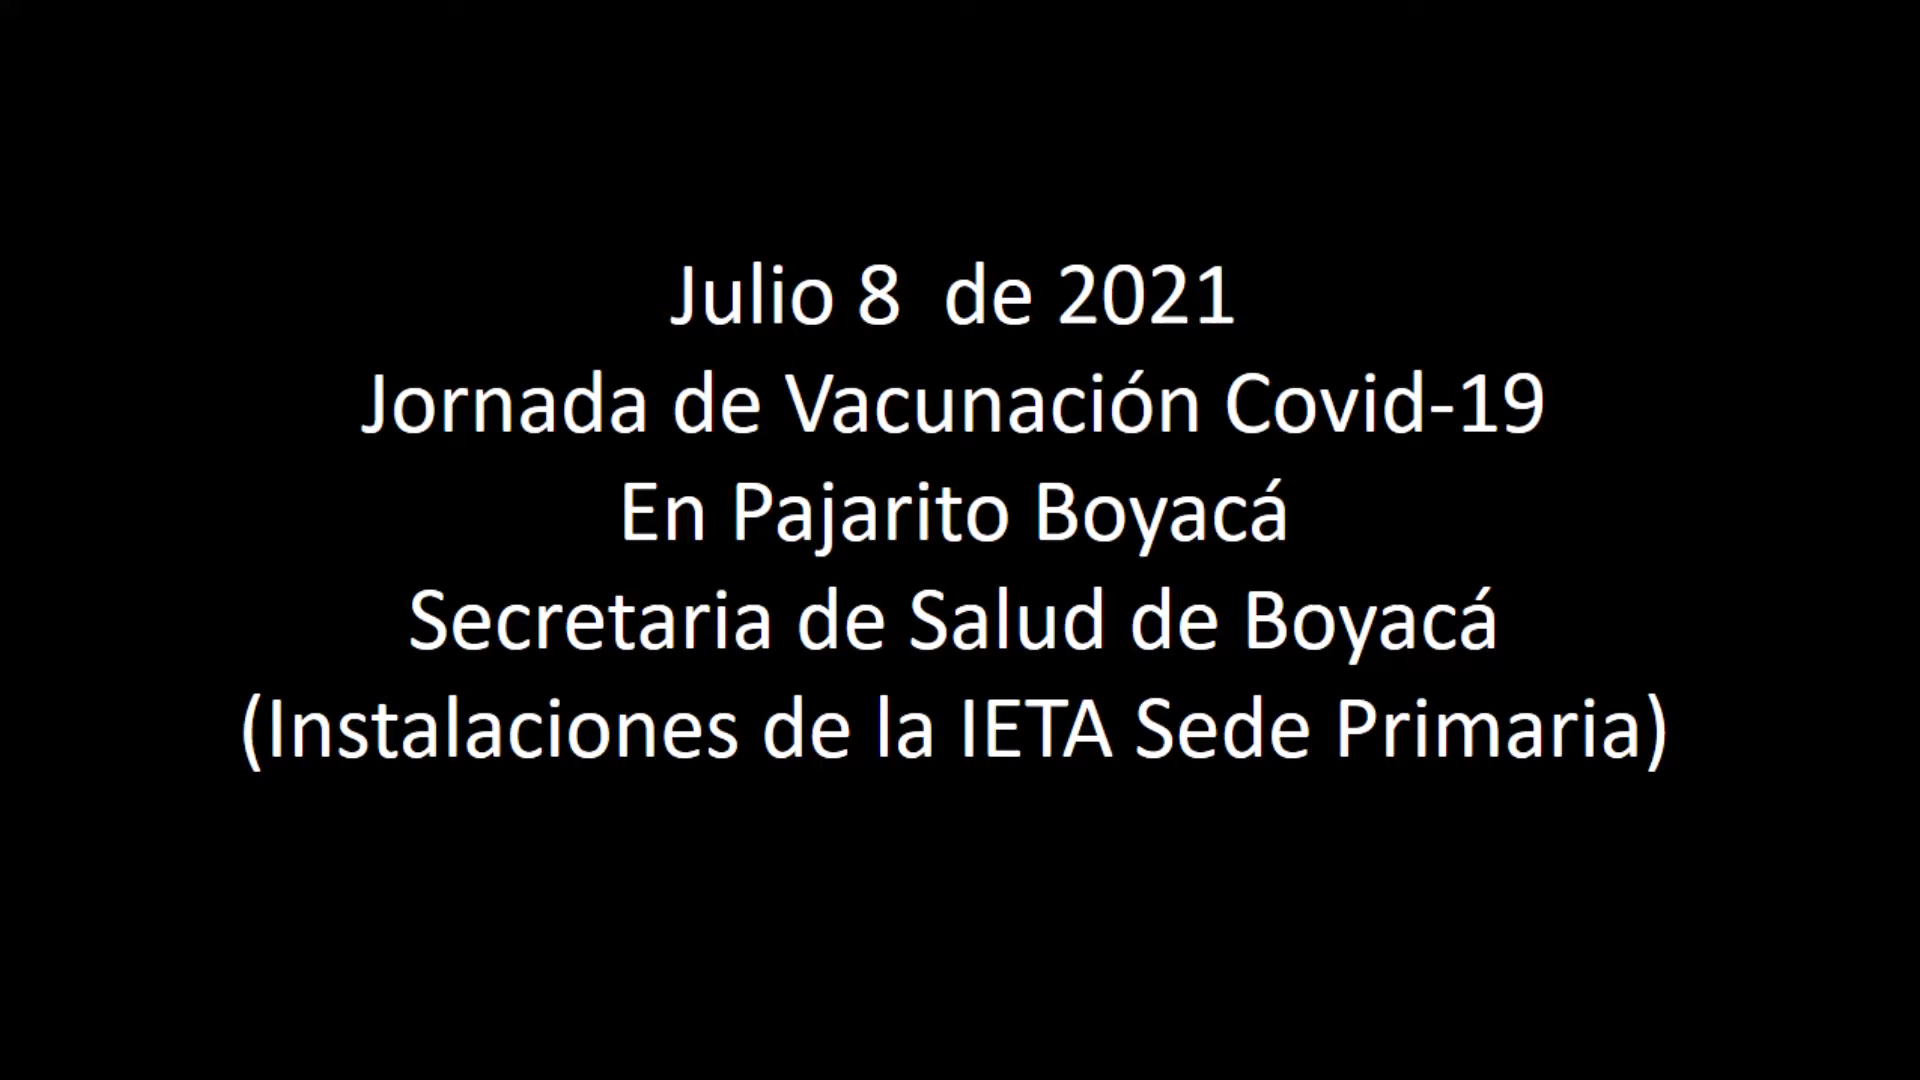 Julio 8  de 2021
Jornada de Vacunación Covid-19
En Pajarito Boyacá
Secretaria de Salud de Boyacá
(Instalaciones de la IETA Sede Primaria)